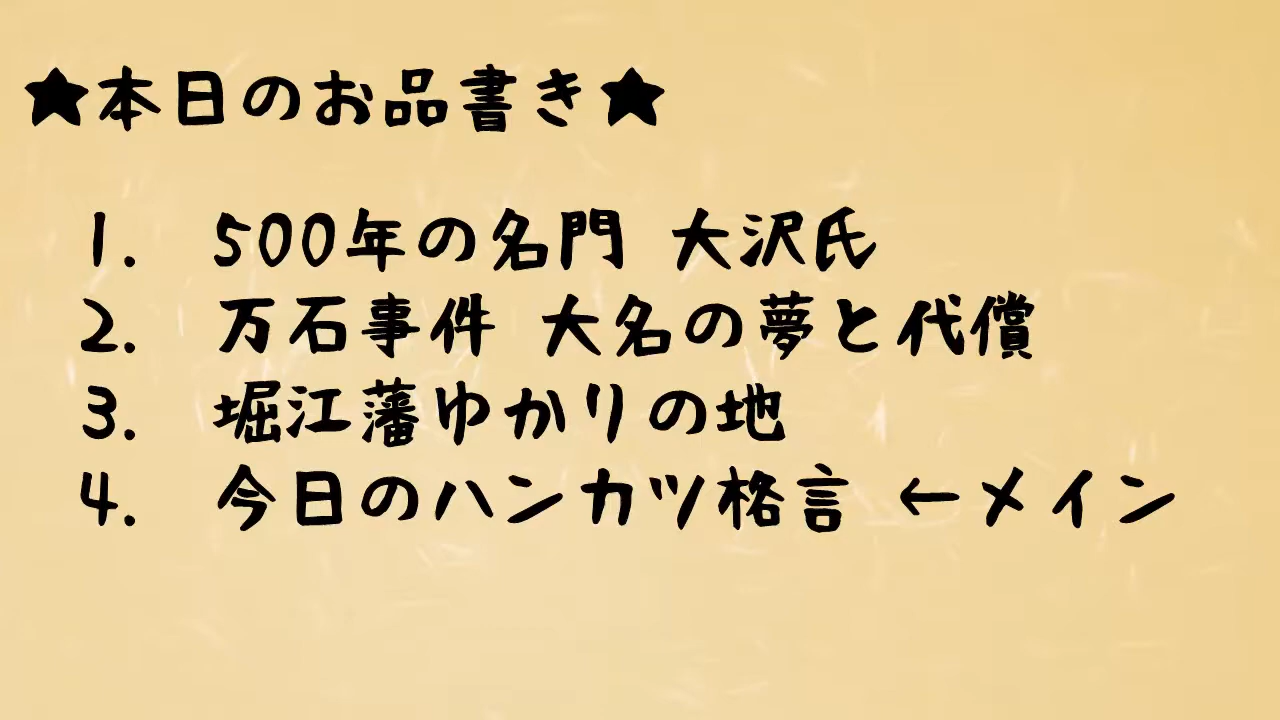 ★本日のお品書き★
1. 500年の名門 大沢氏
2. 万石事件 大名の夢と代償
3. 堀江藩ゆかりの地
4. 今日のハンカツ格言 ←メイン